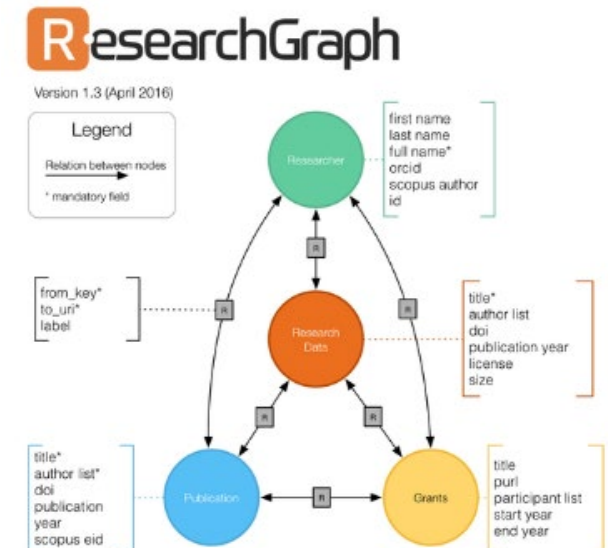 ResearchGraph
Version 1.3 (April 2016)
Legend
Relation between nodes
* mandatory field
Researcher
first name
last name
full name*
orcid
scopus author
id
R
from_key*
to_uri*
label
R
R
Research
Data
title*
author list
doi
publication year
license
size
R
R
title*
author list*
doi
publication
year
scopus eid
Publication
R
Grants
title
purl
participant list
start year
end year